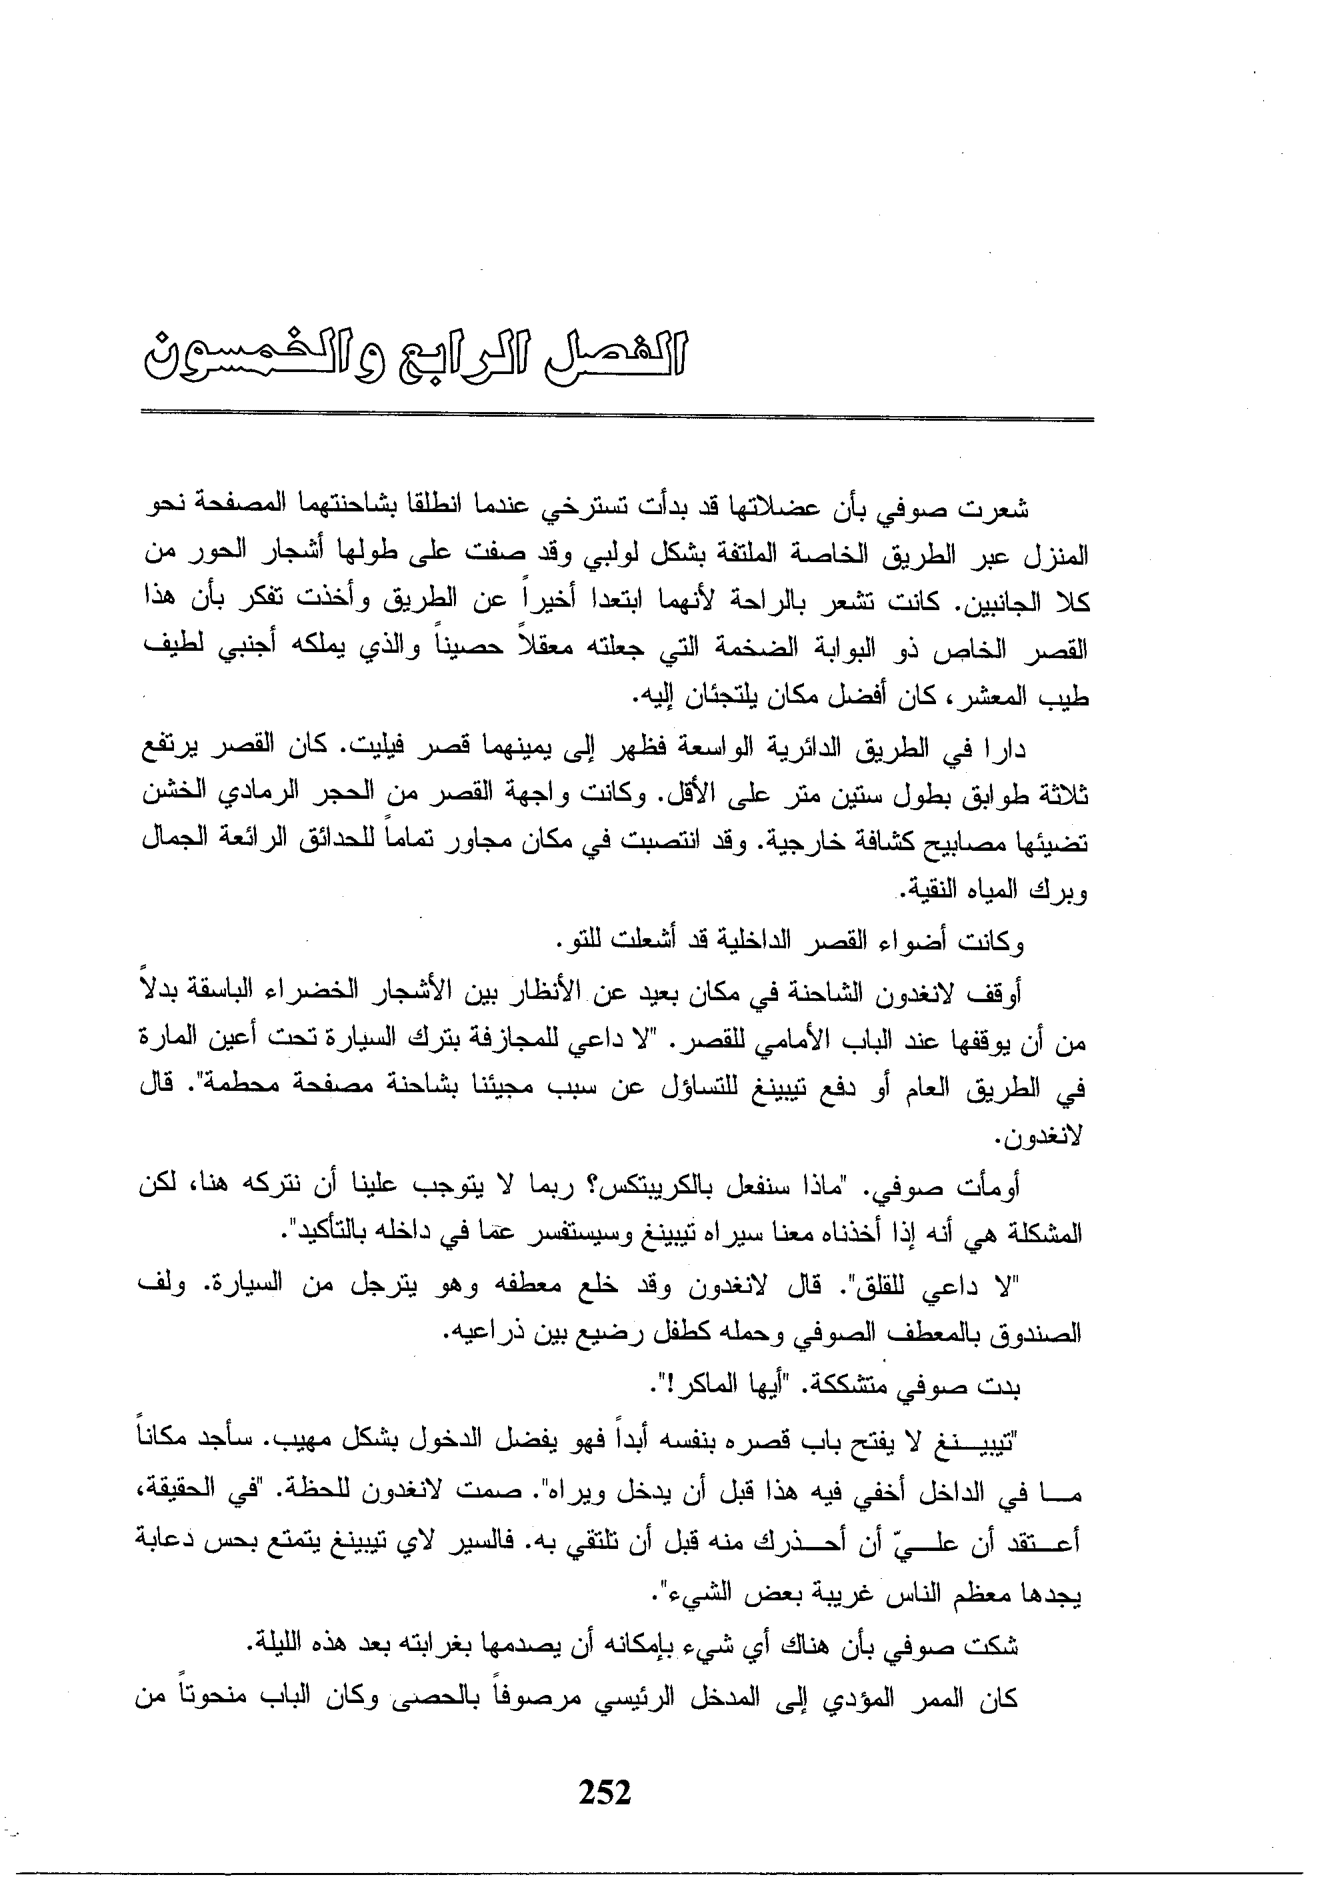 الفصل الرابع والخمسون
شعرت صوفي بأن عضلاتها قد بدأت تسترخي عندما انطلقا بشاحنتهما المصفحة نحو
المنزل عبر الطريق الخاصة الملتفة بشكل لولبي وقد صفت على طولها أشجار الحور من
كلا الجانبين. كانت تشعر بالراحة لأنهما ابتعدا أخيراً عن الطريق وأخذت تفكر بأن هذا
القصر الخاص ذو البوابة الضخمة التي جعلته معقلاً حصيناً والذي يملكه أجنبي لطيف
طيب المعشر، كان أفضل مكان يلتجئان إليه.
دارا في الطريق الدائرية الواسعة فظهر إلى يمينهما قصر فيليت. كان القصر يرتفع
ثلاثة طوابق بطول ستين متر على الأقل. وكانت واجهة القصر من الحجر الرمادي الخشن
تضيئها مصابيح كشافة خارجية. وقد انتصبت في مكان مجاور تماماً للحدائق الرائعة الجمال
وبرك المياه النقية.
وكانت أضواء القصر الداخلية قد أشعلت للتو.
أوقف لانغدون الشاحنة في مكان بعيد عن الأنظار بين الأشجار الخضراء الباسقة بدلاً
من أن يوقفها عند الباب الأمامي للقصر. "لا داعي للمجازفة بترك السيارة تحت أعين المارة
في الطريق العام أو دفع تيبينغ للتساؤل عن سبب مجيئنا بشاحنة مصفحة محطمة". قال
لانغدون.
أومأت صوفي. "ماذا سنفعل بالكريبتكس؟ ربما لا يتوجب علينا أن نتركه هنا، لكن
المشكلة هي أنه إذا أخذناه معنا سيراه تيبينغ وسيستفسر عما في داخله بالتأكيد".
"لا داعي للقلق". قال لانغدون وقد خلع معطفه وهو يترجل من السيارة. ولف
الصندوق بالمعطف الصوفي وحمله كطفل رضيع بين ذراعيه.
بدت صوفي متشككة. "أيها الماكر!".
"تيبيـــنغ لا يفتح باب قصره بنفسه أبداً فهو يفضل الدخول بشكل مهيب. سأجد مكاناً
مـــا في الداخل أخفي فيه هذا قبل أن يدخل ويراه". صمت لانغدون للحظة. "في الحقيقة،
أعـــتقد أن علـــيّ أن أحـــذرك منه قبل أن تلتقي به. فالسير لاي تيبينغ يتمتع بحس دعابة
يجدها معظم الناس غريبة بعض الشيء".
شكت صوفي بأن هناك أي شيء بإمكانه أن يصدمها بغرابته بعد هذه الليلة.
كان الممر المؤدي إلى المدخل الرئيسي مرصوفاً بالحصى وكان الباب منحوتاً من
252